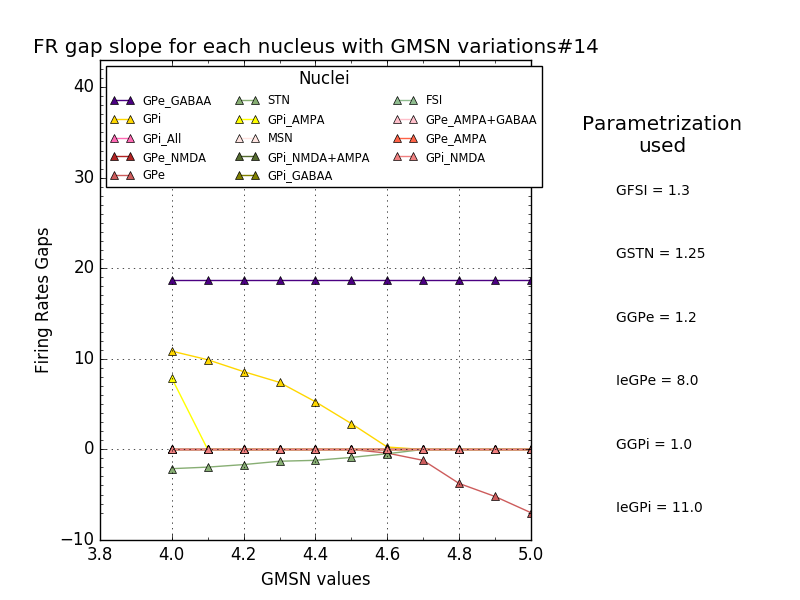 FR gap slope for each nucleus with GMSN variations#14
Nuclei
GPe_GABAA
GPi
GPi_All
GPe_NMDA
GPe
STN
GPi_AMPA
MSN
GPi_NMDA+AMPA
GPi_GABAA
FSI
GPe_AMPA+GABAA
GPe_AMPA
GPi_NMDA
Firing Rates Gaps
40
30
20
10
0
−10
3.8 4.0 4.2 4.4 4.6 4.8 5.0
GMSN values
Parametrization
used
GFSI = 1.3
GSTN = 1.25
GGPe = 1.2
IeGPe = 8.0
GGPi = 1.0
IeGPi = 11.0